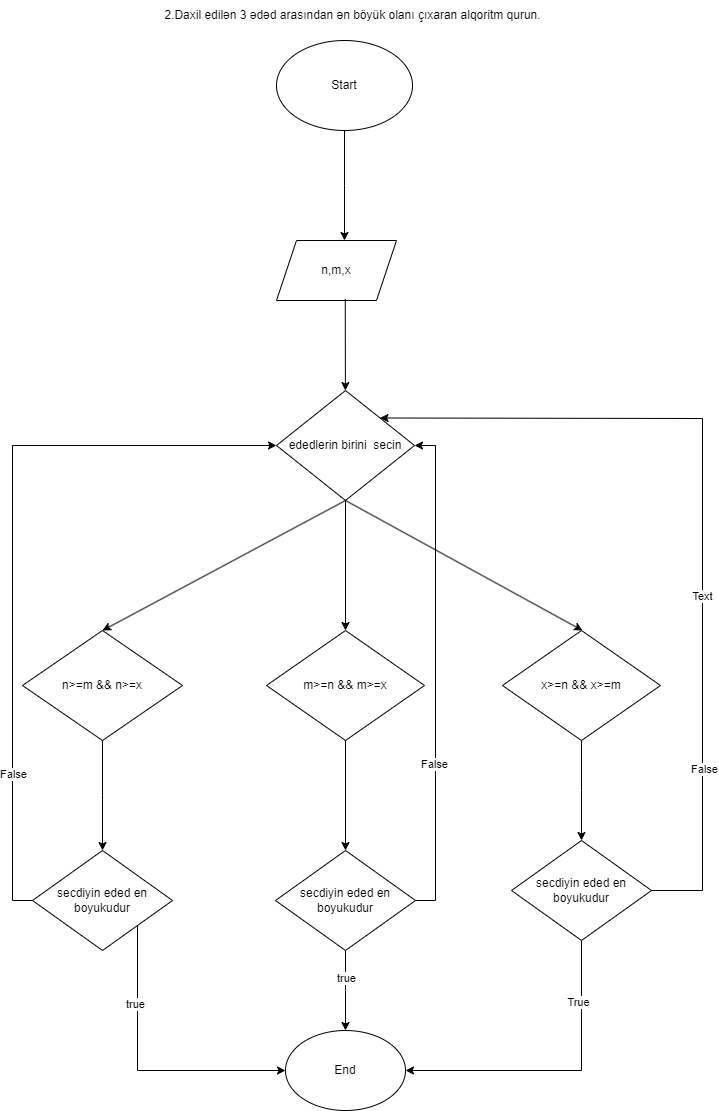 2.Daxil edilən 3 ədəd arasından ən böyük olanı çıxaran alqoritm qurun.
Start
n,m,x
ededlerin birini  secin
Text
n>=m && n>=x
m>=n && m>=x
x>=n && x>=m
False
False
False
secdiyin eded en
boyukudur
secdiyin eded en
boyukudur
secdiyin eded en
boyukudur
true
true
True
End